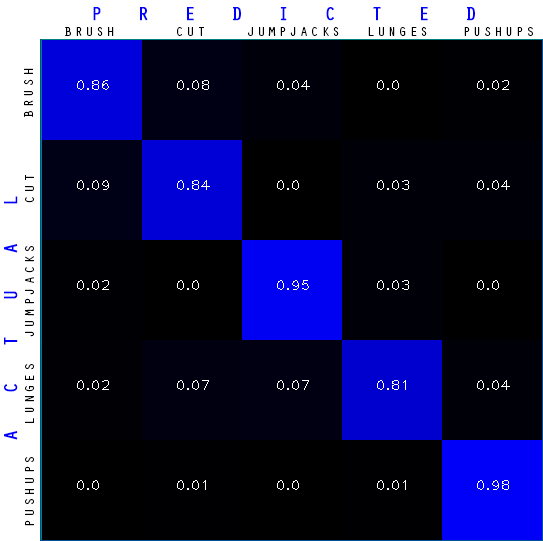 P R E D I C T E D
BRUSH CUT JUMPJACKS LUNGES PUSHUPS
A C T U A L
BRUSH 0.86 0.08 0.04 0.0 0.02
CUT 0.09 0.84 0.0 0.03 0.04
JUMPJACKS 0.02 0.0 0.95 0.03 0.0
LUNGES 0.02 0.07 0.07 0.81 0.04
PUSHUPS 0.0 0.01 0.0 0.01 0.98